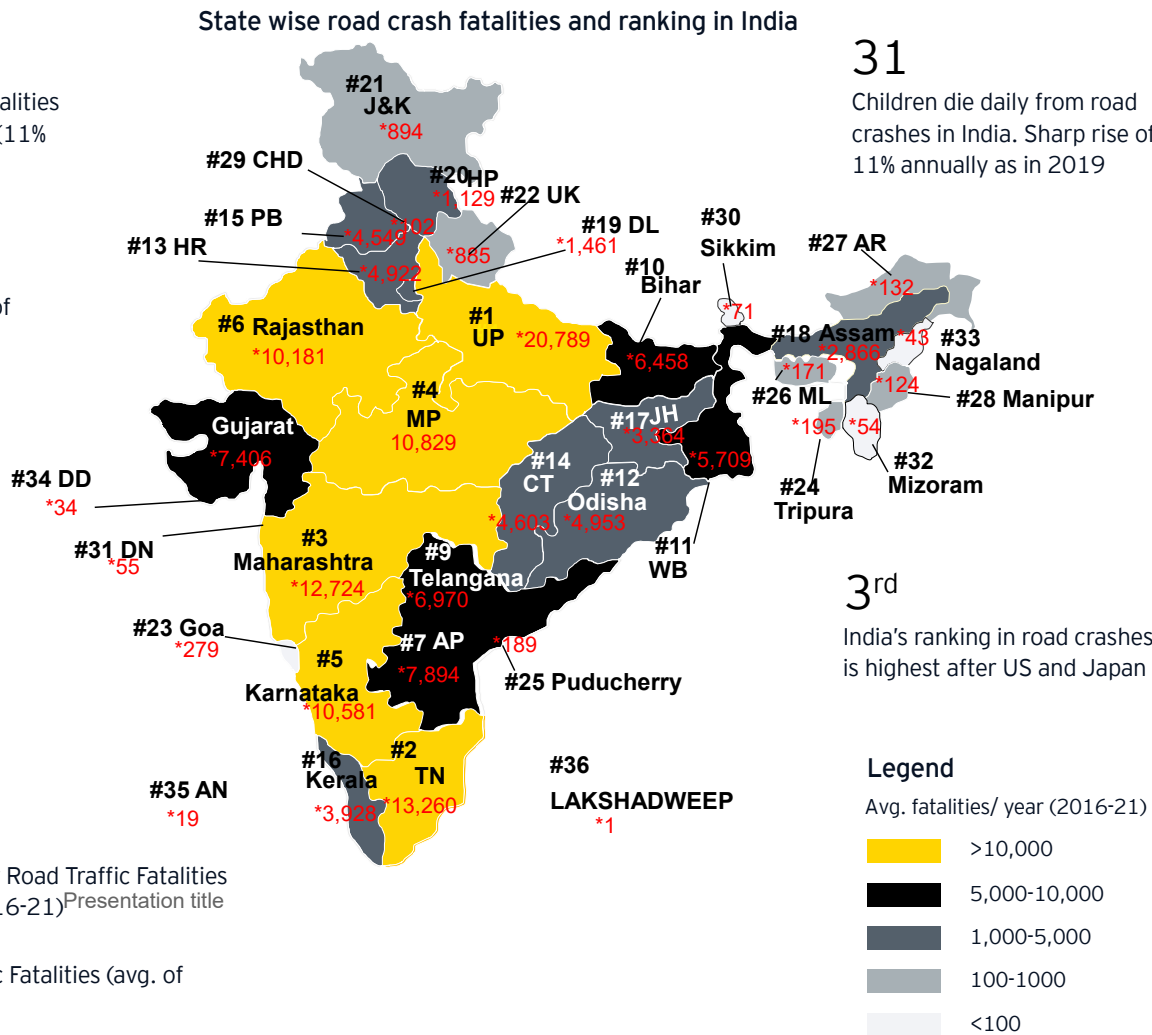 State wise road crash fatalities and ranking in India
alities
(11%
of
31
Children die daily from road
crashes in India. Sharp rise of
11% annually as in 2019
#21
J&K
*894
#29 CHD
*102
#20
HP
*1,129
#22 UK
*885
#15 PB
*4,549
#19 DL
*1,461
#13 HR
*4,922
#30
Sikkim
*71
#27 AR
*132
#10
Bihar
*6,458
#6 Rajasthan
*10,181
#1
UP
*20,789
#18 Assam
*2,866
*43
#33
Nagaland
*171
#26 ML
*124
#28 Manipur
#4
MP
10,829
Gujarat
*7,406
#17 JH
*3,364
*195
#24
Tripura
*54
#32
Mizoram
#14
CT
*4,603
#12
Odisha
*4,953
*5,709
#11
WB
#34 DD
*34
#31 DN
*55
#3
Maharashtra
*12,724
#9
Telangana
*6,970
#23 Goa
*279
#7 AP
*7,894
*189
#25 Puducherry
#5
Karnataka
*10,581
3rd
India's ranking in road crashes
is highest after US and Japan
#16
Kerala
*3,928
#2
TN
*13,260
#36
LAKSHADWEEP
*1
#35 AN
*19
Road Traffic Fatalities
16-21)
Presentation title
c Fatalities (avg. of
Legend
Avg. fatalities/ year (2016-21)
>10,000
5,000-10,000
1,000-5,000
100-1000
<100